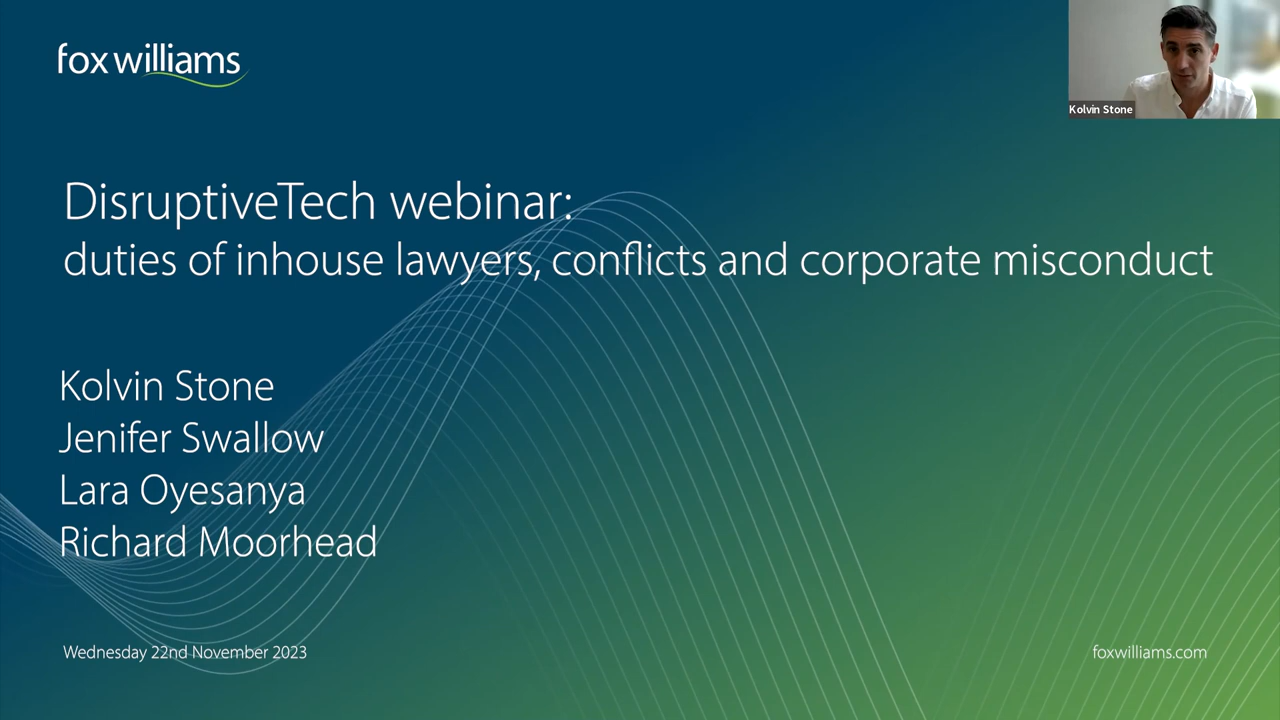 fox williams
Kolvin Stone
DisruptiveTech webinar:
duties of inhouse lawyers, conflicts and corporate misconduct
Kolvin Stone
Jenifer Swallow
Lara Oyesanya
Richard Moorhead
Wednesday 22nd November 2023
foxwilliams.com